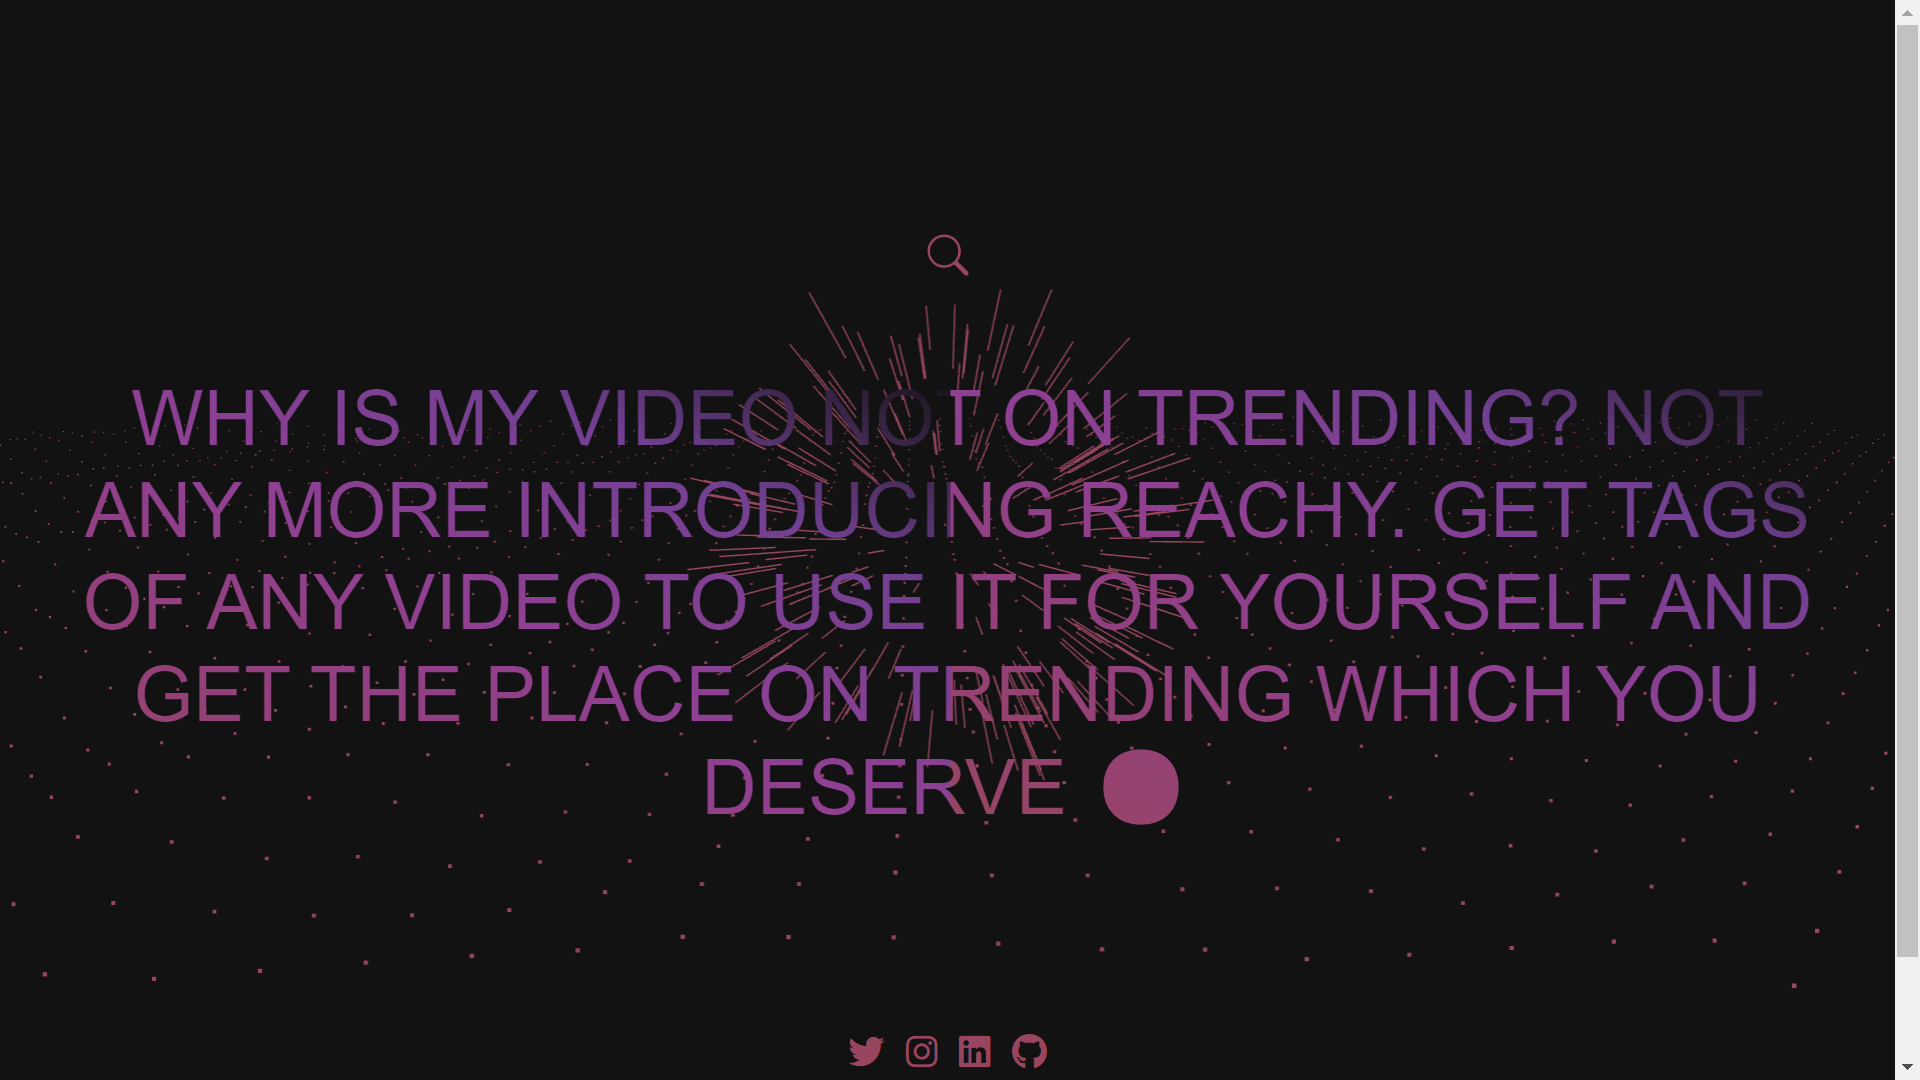 WHY IS MY VIDEO NOT ON TRENDING? NOT
ANY MORE INTRODUCING REACHY. GET TAGS
OF ANY VIDEO TO USE IT FOR YOURSELF AND
GET THE PLACE ON TRENDING WHICH YOU
DESERVE